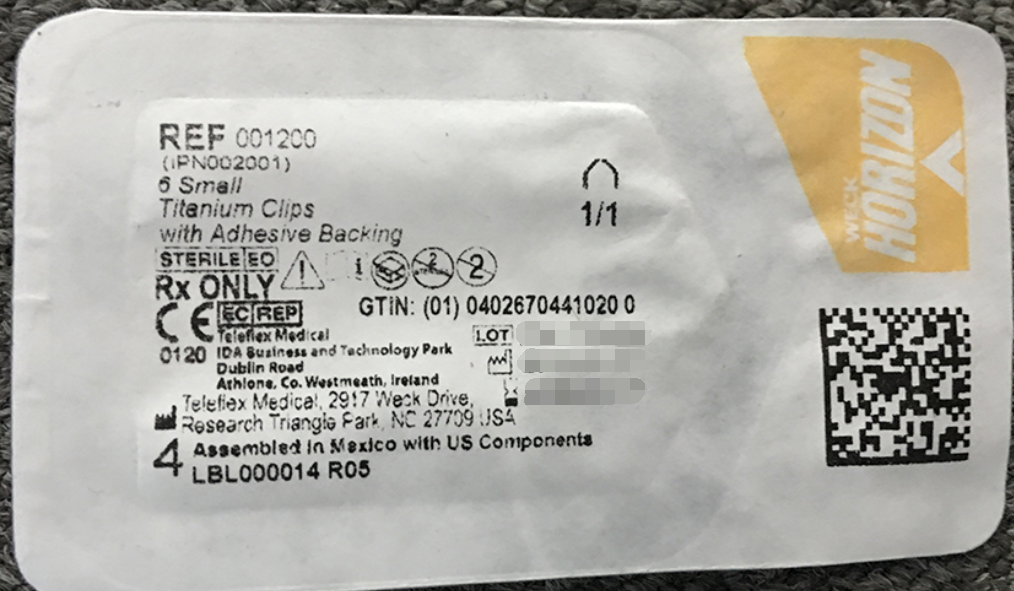 REF 001200
(IPN002001)
6 Small
Titanium Clips
with Adhesive Backing
1/1
STERILE EO
2
2
Rx ONLY
GTIN: (01) 0402670441020 0
CE
0120
EC REP
Teleflex Medical
IDA Business and Technology Park
Dublin Road
Athlone, Co. Westmeath, Ireland
LOT
Teleflex Medical, 2917 Weck Drive,
Research Triangle Park, NC 27709 USA
4 Assembled in Mexico with US Components
LBL000014 R05
WECK
HORIZON